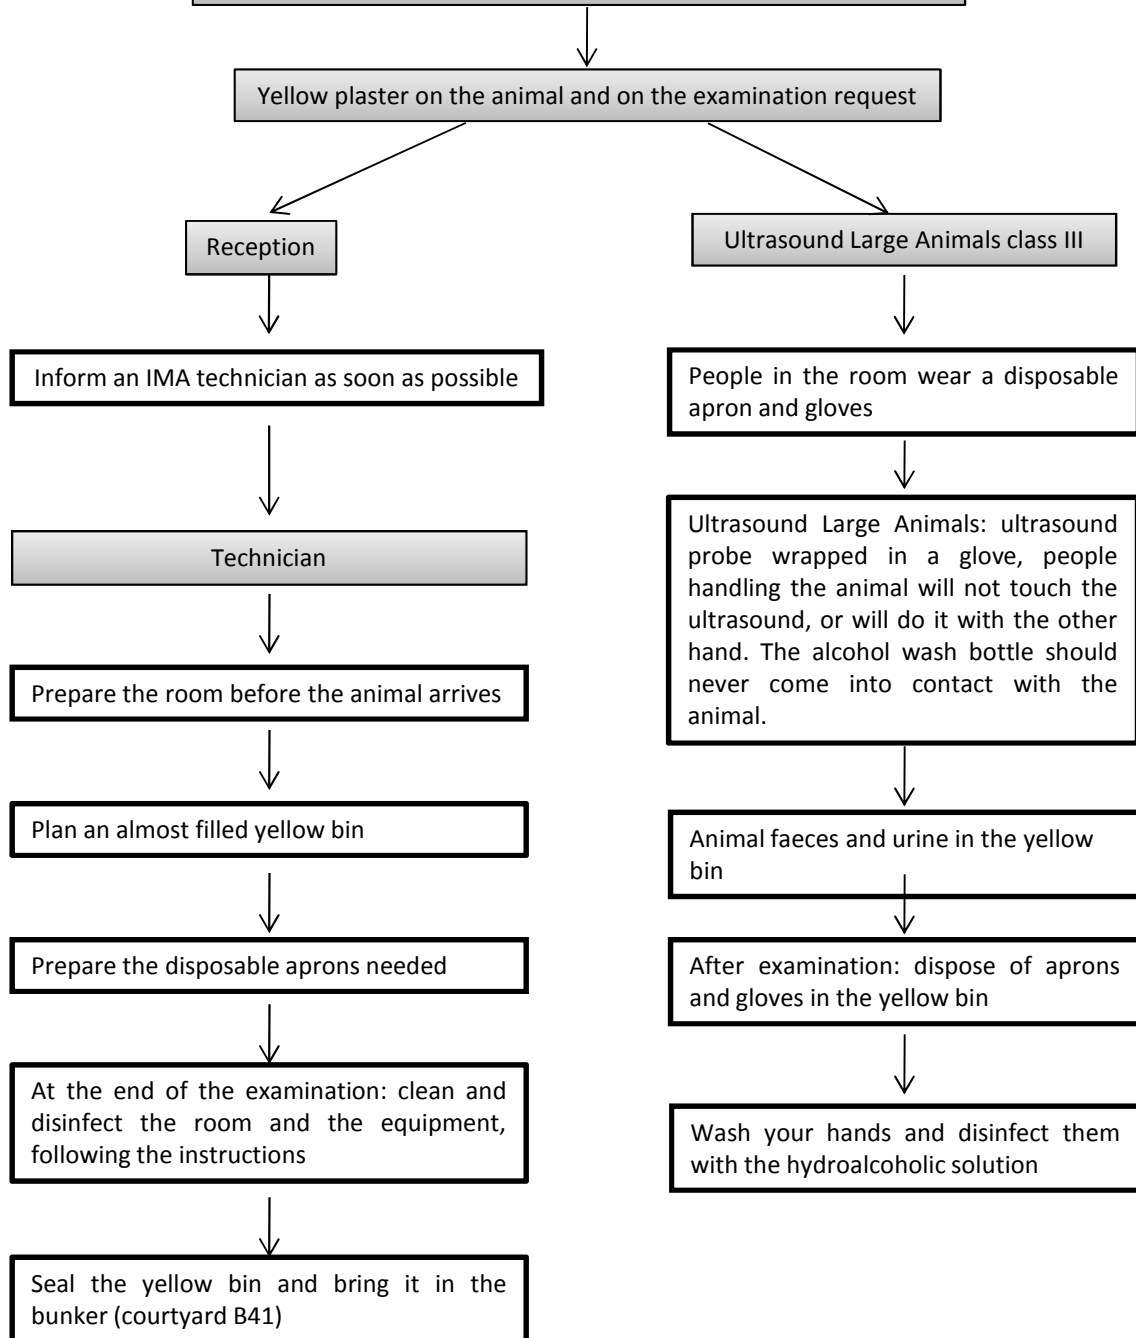 Yellow plaster on the animal and on the examination request
Reception
Inform an IMA technician as soon as possible
Technician
Prepare the room before the animal arrives
Plan an almost filled yellow bin
Prepare the disposable aprons needed
At the end of the examination: clean and
disinfect the room and the equipment,
following the instructions
Seal the yellow bin and bring it in the
bunker (courtyard B41)
Ultrasound Large Animals class III
People in the room wear a disposable
apron and gloves
Ultrasound Large Animals: ultrasound
probe wrapped in a glove, people
handling the animal will not touch the
ultrasound, or will do it with the other
hand. The alcohol wash bottle should
never come into contact with the
animal.
Animal faeces and urine in the yellow
bin
After examination: dispose of aprons
and gloves in the yellow bin
Wash your hands and disinfect them
with the hydroalcoholic solution